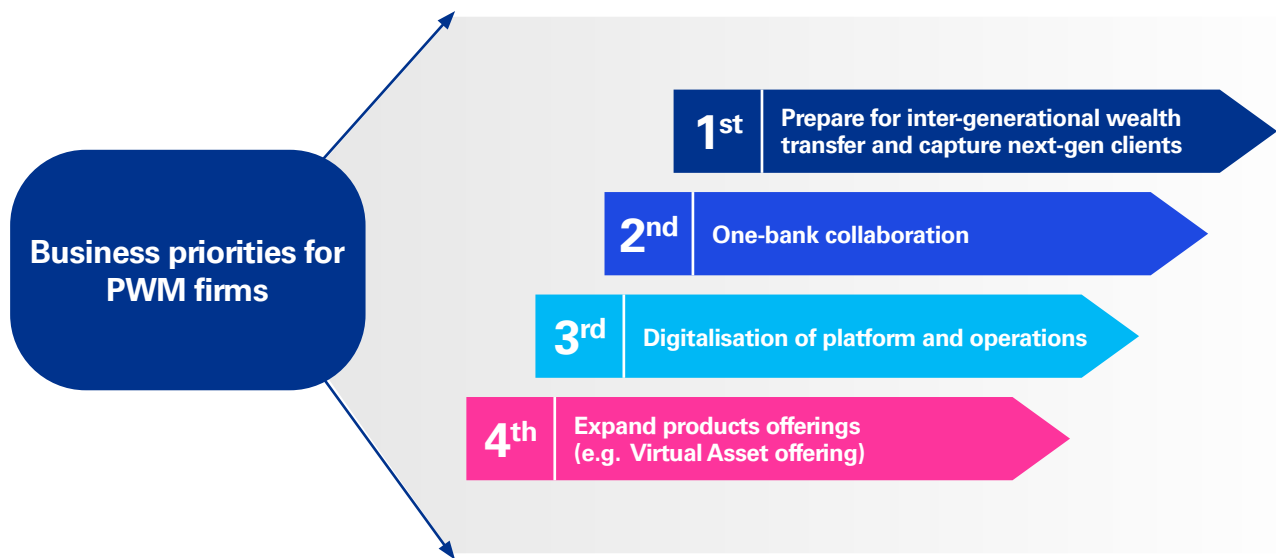 Business priorities for
PWM firms
1st
Prepare for inter-generational wealth
transfer and capture next-gen clients
2nd
One-bank collaboration
3rd
Digitalisation of platform and operations
4th
Expand products offerings
(e.g. Virtual Asset offering)